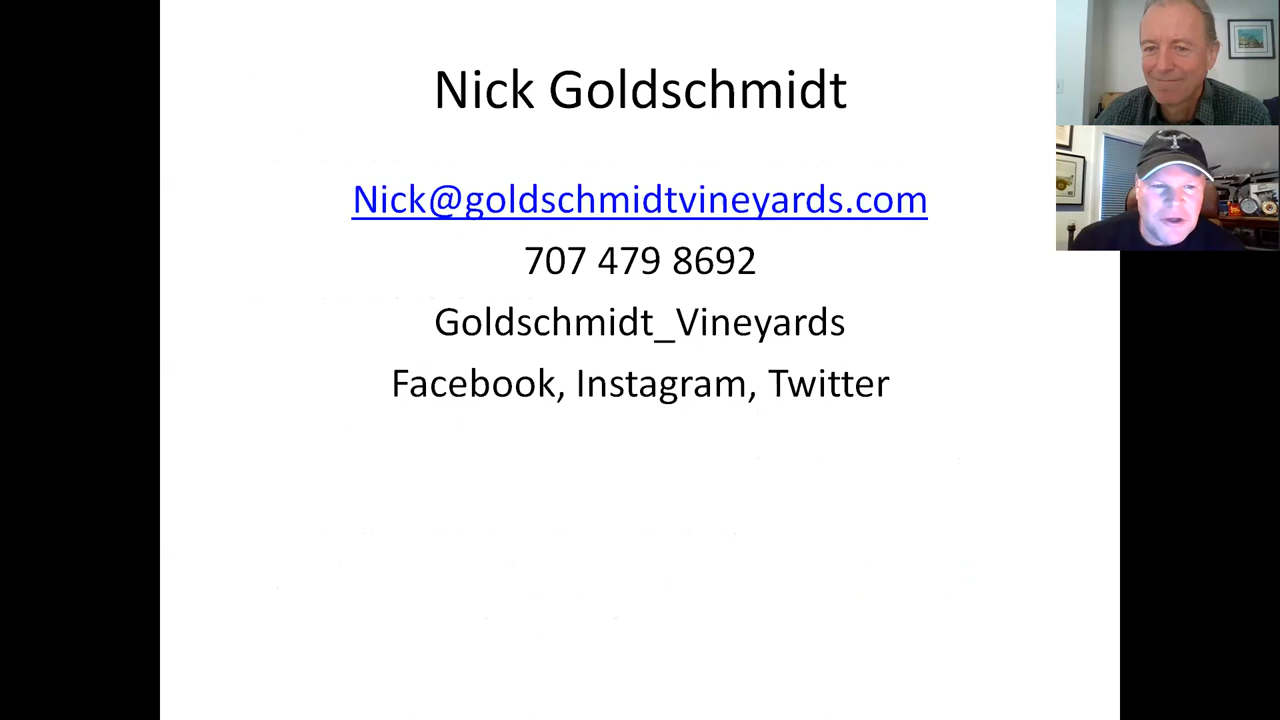 Nick Goldschmidt
Nick@goldschmidtvineyards.com
707 479 8692
Goldschmidt_Vineyards
Facebook, Instagram, Twitter